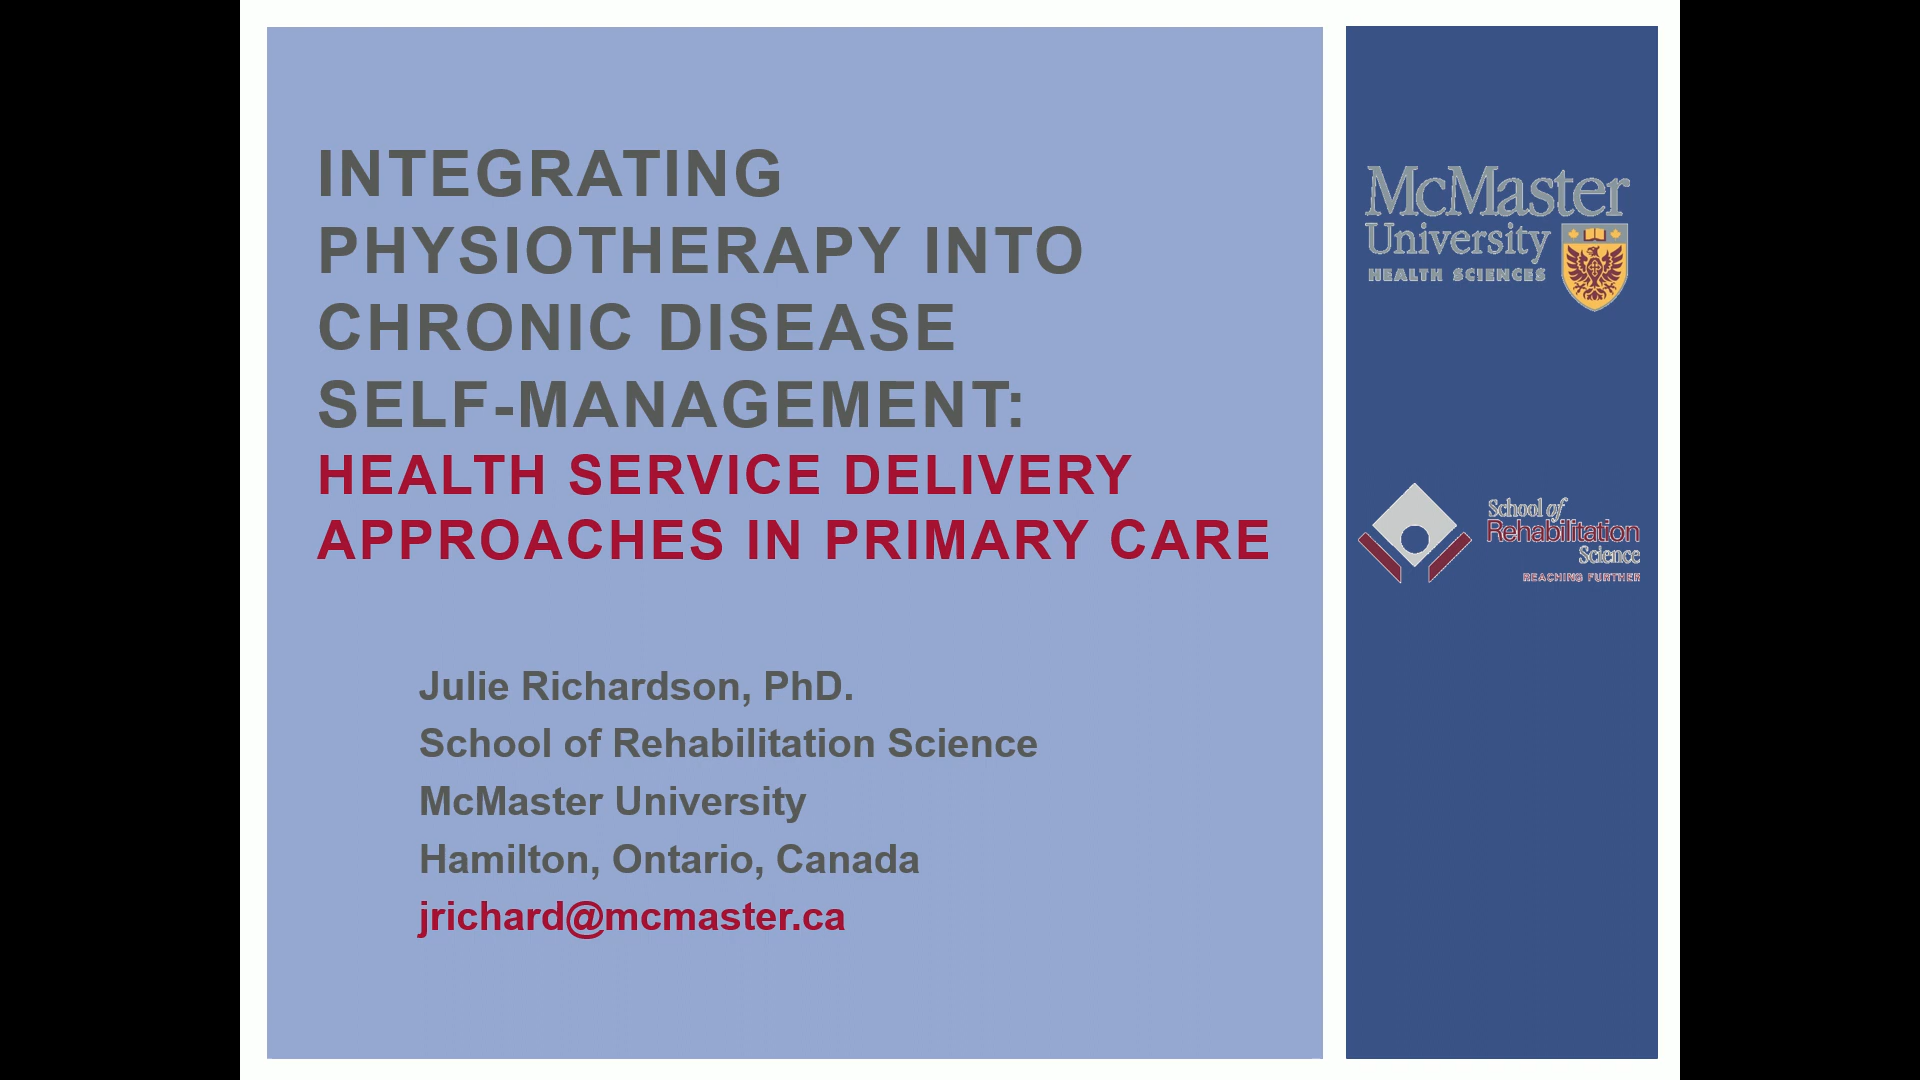 INTEGRATING
PHYSIOTHERAPY INTO
CHRONIC DISEASE
SELF-MANAGEMENT:
HEALTH SERVICE DELIVERY
APPROACHES IN PRIMARY CARE
Julie Richardson, PhD.
School of Rehabilitation Science
McMaster University
Hamilton, Ontario, Canada
jrichard@mcmaster.ca
McMaster
University
HEALTH SCIENCES
School of
Rehabilitation
Science
REACHING FURTHER